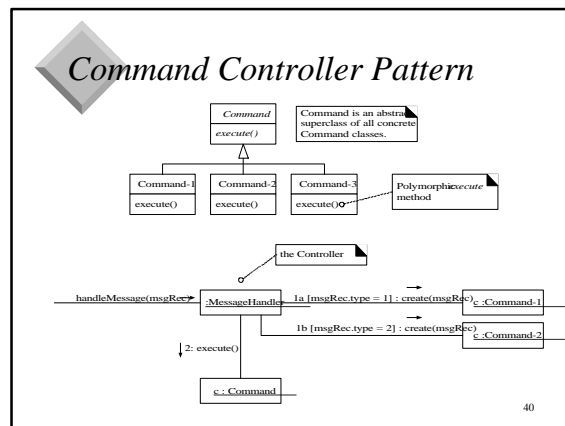 Command Controller Pattern
Command
execute()
Command is an abstrac
superclass of all concrete
Command classes.
Command-1
execute()
Command-2
execute()
Command-3
execute()
Polymorphic execute
method
the Controller
handleMessage(msgRec)
:MessageHandler
1a [msgRec.type = 1] : create(msgRec)
c :Command-1
1b [msgRec.type = 2] : create(msgRec)
c :Command-2
2: execute()
c : Command
40